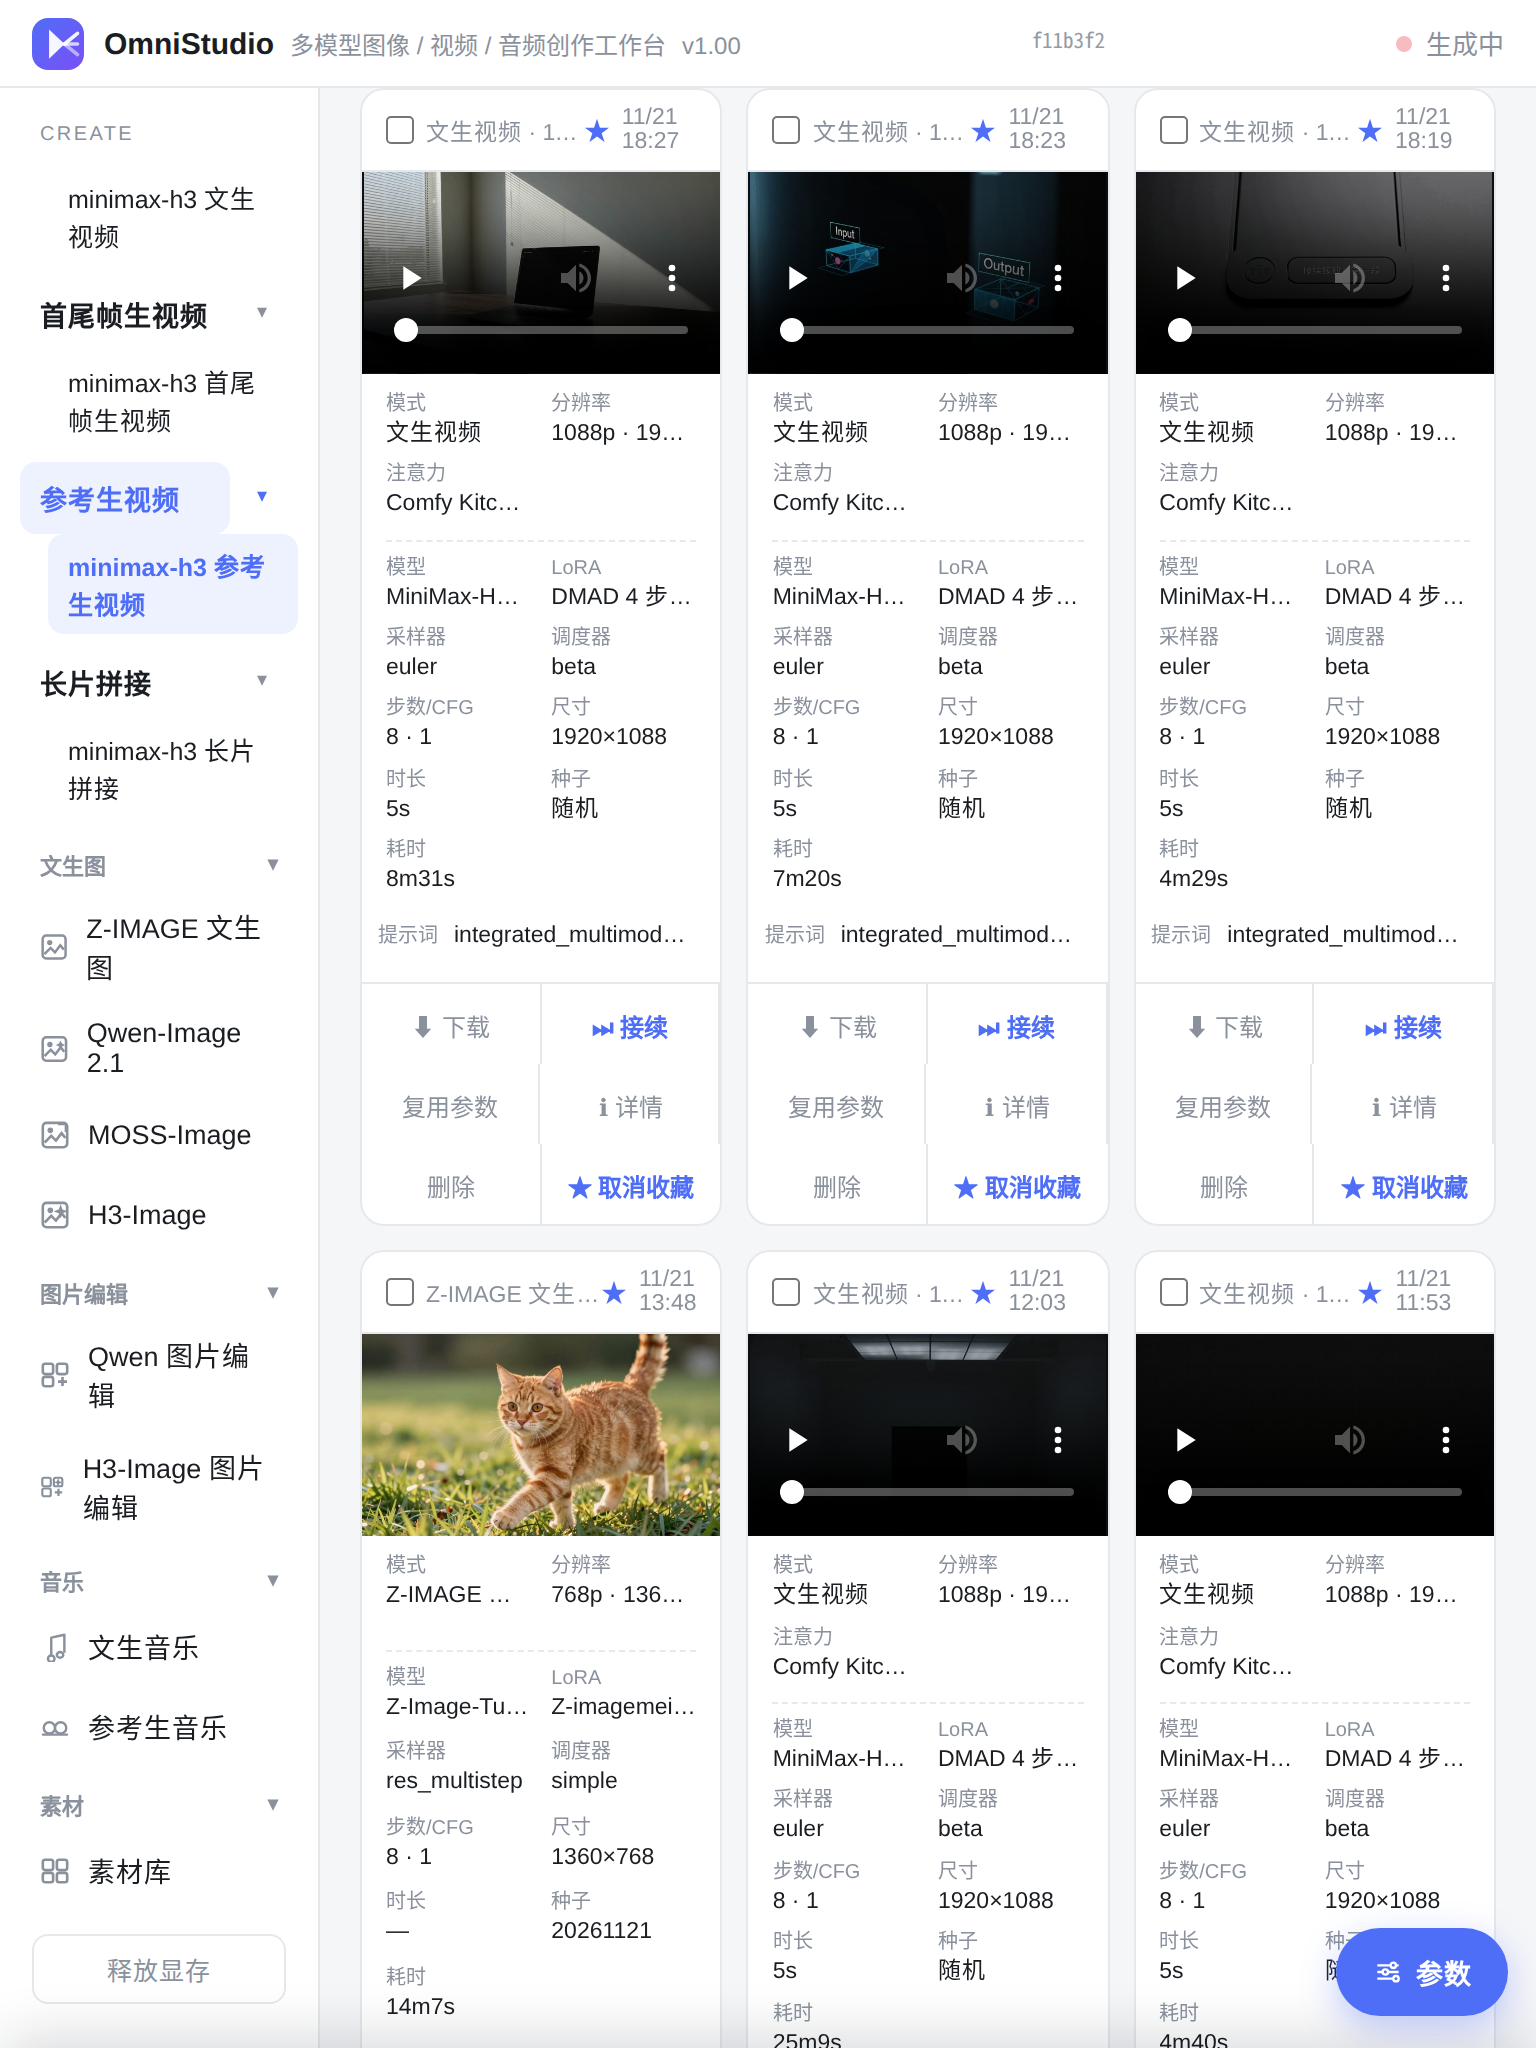 OmniStudio 多模型图像 / 视频 / 音频创作工作台 v1.00
f11b3f2
生成中
CREATE
minimax-h3 文生
视频
首尾帧生视频 ▼
minimax-h3 首尾
帧生视频
参考生视频 ▼
minimax-h3 参考
生视频
长片拼接 ▼
minimax-h3 长片
拼接
文生图 ▼
Z-IMAGE 文生
图
Qwen-Image
2.1
MOSS-Image
H3-Image
图片编辑 ▼
Qwen 图片编
辑
H3-Image 图片
编辑
音乐 ▼
文生音乐
参考生音乐
素材 ▼
素材库
释放显存
文生视频 · 1… ★ 11/21
18:27
模式 分辨率
文生视频 1088p · 19…
注意力
Comfy Kitc…
模型 LoRA
MiniMax-H… DMAD 4 步…
采样器 调度器
euler beta
步数/CFG 尺寸
8 · 1 1920×1088
时长 种子
5s 随机
耗时
8m31s
提示词 integrated_multimod…
⬇ 下载 ⏭ 接续
复用参数 ℹ 详情
删除 ★ 取消收藏
文生视频 · 1… ★ 11/21
18:23
Input
Output
模式 分辨率
文生视频 1088p · 19…
注意力
Comfy Kitc…
模型 LoRA
MiniMax-H… DMAD 4 步…
采样器 调度器
euler beta
步数/CFG 尺寸
8 · 1 1920×1088
时长 种子
5s 随机
耗时
7m20s
提示词 integrated_multimod…
⬇ 下载 ⏭ 接续
复用参数 ℹ 详情
删除 ★ 取消收藏
文生视频 · 1… ★ 11/21
18:19
模式 分辨率
文生视频 1088p · 19…
注意力
Comfy Kitc…
模型 LoRA
MiniMax-H… DMAD 4 步…
采样器 调度器
euler beta
步数/CFG 尺寸
8 · 1 1920×1088
时长 种子
5s 随机
耗时
4m29s
提示词 integrated_multimod…
⬇ 下载 ⏭ 接续
复用参数 ℹ 详情
删除 ★ 取消收藏
Z-IMAGE 文生… ★ 11/21
13:48
模式 分辨率
Z-IMAGE … 768p · 136…
模型 LoRA
Z-Image-Tu… Z-imagemei…
采样器 调度器
res_multistep simple
步数/CFG 尺寸
8 · 1 1360×768
时长 种子
— 20261121
耗时
14m7s
文生视频 · 1… ★ 11/21
12:03
模式 分辨率
文生视频 1088p · 19…
注意力
Comfy Kitc…
模型 LoRA
MiniMax-H… DMAD 4 步…
采样器 调度器
euler beta
步数/CFG 尺寸
8 · 1 1920×1088
时长 种子
5s 随机
耗时
25m9s
文生视频 · 1… ★ 11/21
11:53
模式 分辨率
文生视频 1088p · 19…
注意力
Comfy Kitc…
模型 LoRA
MiniMax-H… DMAD 4 步…
采样器 调度器
euler beta
步数/CFG 尺寸
8 · 1 1920×1088
时长
5s
耗时
4m40s
参数